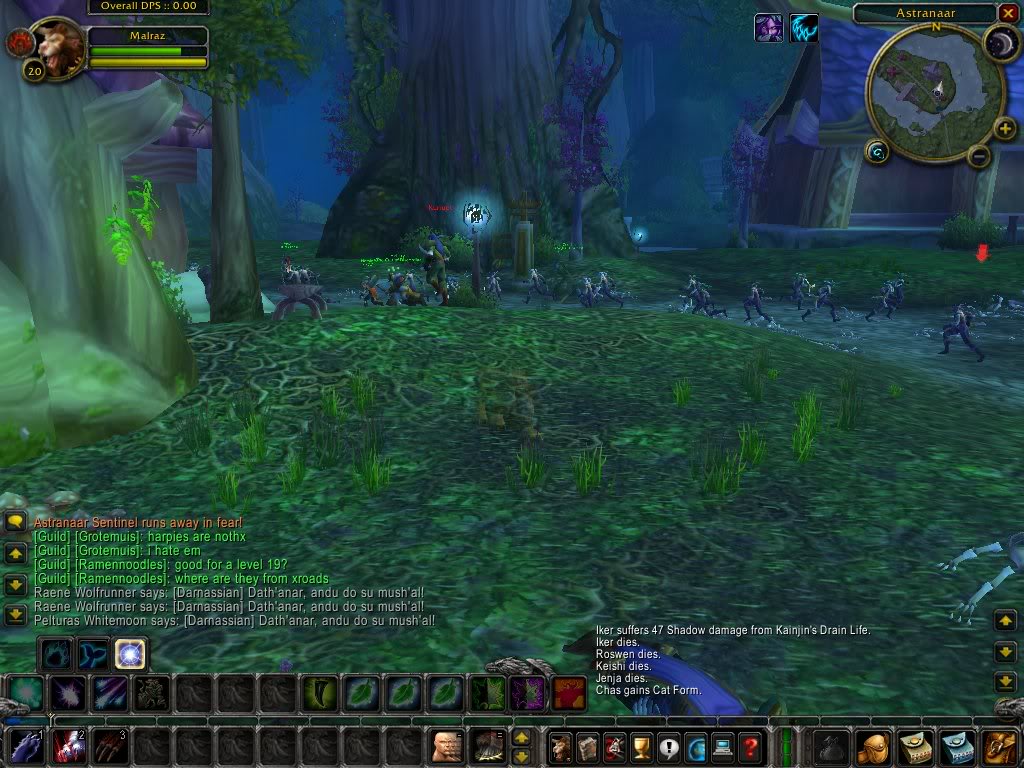 Overall DPS :: 0.00
Malraz
20
Astranaar
N
Astranaar Sentinel runs away in fear!
[Guild] [Grotemuis]: harpies are nothx
[Guild] [Grotemuis]: i hate em
[Guild] [Ramennoodles]: good for a level 19?
[Guild] [Ramennoodles]: where are they from xroads
Raene Wolfrunner says: [Darnassian] Dath'anar, andu do su mush'al!
Raene Wolfrunner says: [Darnassian] Dath'anar, andu do su mush'al!
Pelturas Whitemoon says: [Darnassian] Dath'anar, andu do su mush'al!
Iker suffers 47 Shadow damage from Kainjin's Drain Life.
Iker dies.
Roswen dies.
Keishi dies.
Jenja dies.
Chas gains Cat Form.
1
2
3
=
=